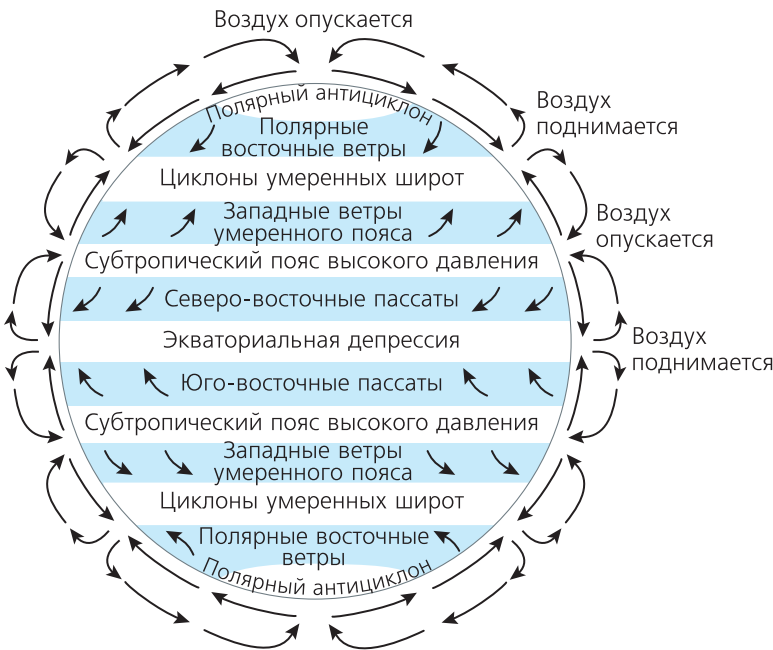 Воздух опускается
Полярный антициклон
Воздух
поднимается
Полярные
восточные ветры
Циклоны умеренных широт
Западные ветры
умеренного пояса
Воздух
опускается
Субтропический пояс высокого давления
Северо-восточные пассаты
Экваториальная депрессия
Воздух
поднимается
Юго-восточные пассаты
Субтропический пояс высокого давления
Западные ветры
умеренного пояса
Циклоны умеренных широт
Полярные восточные
ветры
Полярный антициклон